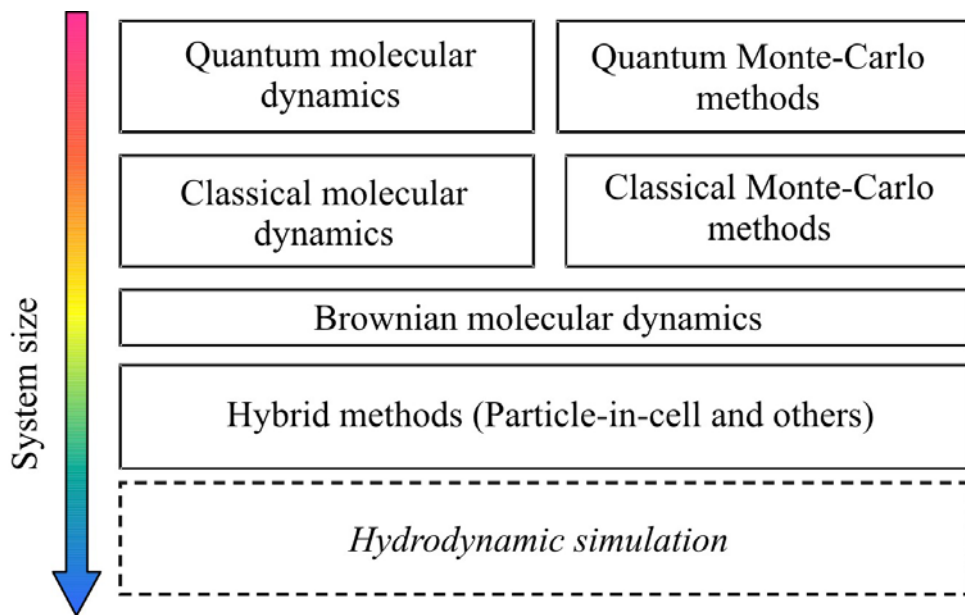 System size
Quantum molecular
dynamics
Quantum Monte-Carlo
methods
Classical molecular
dynamics
Classical Monte-Carlo
methods
Brownian molecular dynamics
Hybrid methods (Particle-in-cell and others)
Hydrodynamic simulation